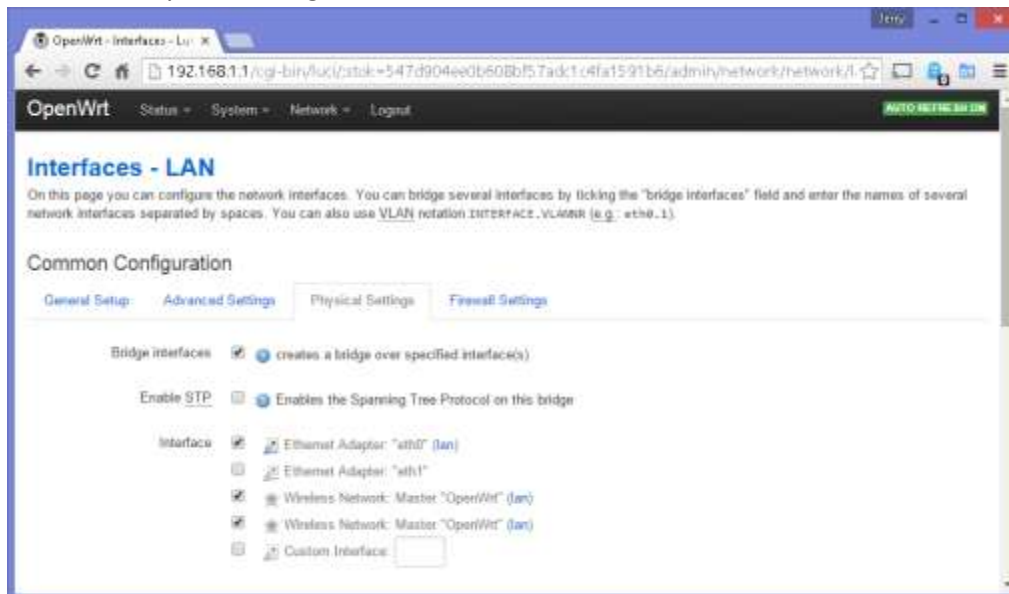 Jerry
OpenWrt - Interfaces - Lu
192.168.1.1/cgi-bin/luci/
/admin/network/network/l
OpenWrt Status System Network Logout AUTO REFRESH ON
Interfaces - LAN
On this page you can configure the network interfaces. You can bridge several interfaces by ticking the "bridge interfaces" field and enter the names of several
network interfaces separated by spaces. You can also use VLAN notation INTERFACE.VLANNR (e.g.: eth0.1).
Common Configuration
General Setup Advanced Settings Physical Settings Firewall Settings
Bridge interfaces creates a bridge over specified interface(s)
Enable STP Enables the Spanning Tree Protocol on this bridge
Interface Ethernet Adapter: "eth0" (lan)
Ethernet Adapter: "eth1"
Wireless Network: Master "OpenWrt" (lan)
Wireless Network: Master "OpenWrt" (lan)
Custom Interface: